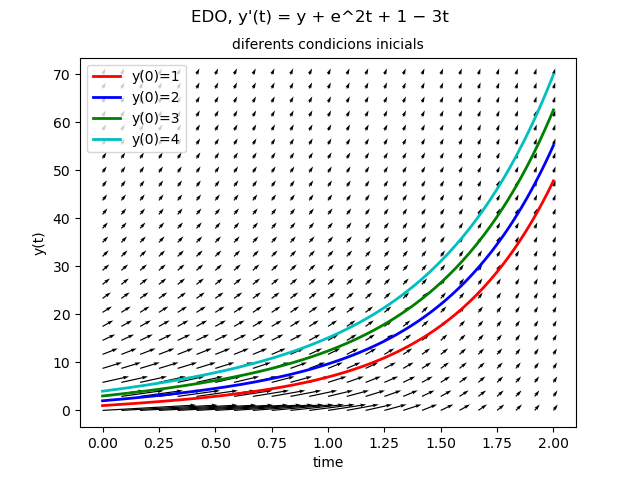 EDO, y'(t) = y + e^2t + 1 − 3t
diferents condicions inicials
y(0)=1
y(0)=2
y(0)=3
y(0)=4
70
60
50
40
30
20
10
0
y(t)
0.00 0.25 0.50 0.75 1.00 1.25 1.50 1.75 2.00
time